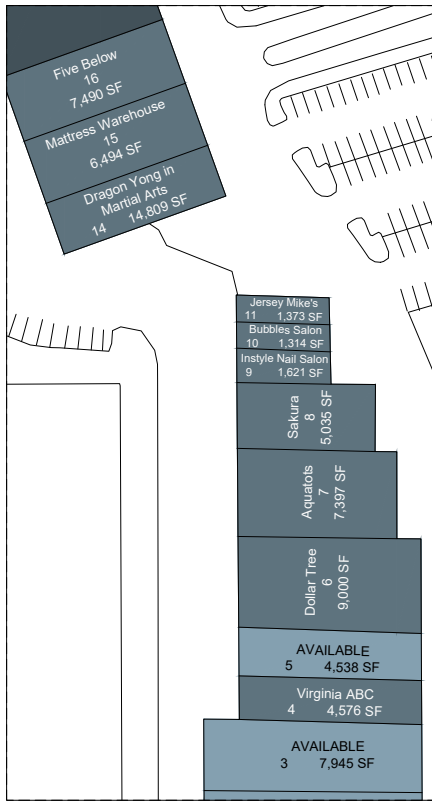 Five Below
16
7,490 SF
Mattress Warehouse
15
6,494 SF
Dragon Yong in
Martial Arts
14 14,809 SF
Jersey Mike's
11 1,373 SF
Bubbles Salon
10 1,314 SF
Instyle Nail Salon
9 1,621 SF
Sakura
8
5,035 SF
Aquatots
7
7,397 SF
Dollar Tree
6
9,000 SF
AVAILABLE
5 4,538 SF
Virginia ABC
4 4,576 SF
AVAILABLE
3 7,945 SF